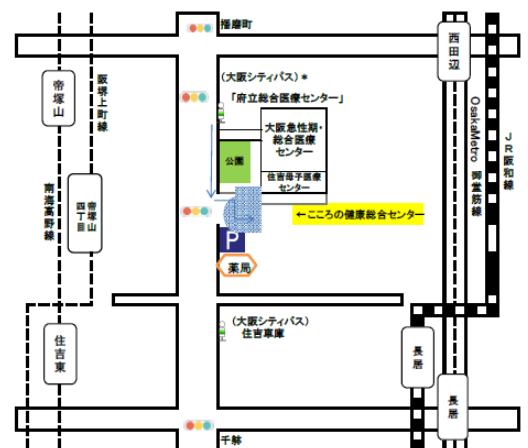 播磨町
西田辺
(大阪シティバス)*
「府立総合医療センター」
帝塚山
阪堺上町線
大阪急性期・
総合医療
センター
公園
住吉母子医療
センター
OsakaMetro 御堂筋線
JR阪和線
南海高野線
帝塚山
四丁目
←こころの健康総合センター
P
薬局
(大阪シティバス)
住吉車庫
住吉東
長居
長居
千躰